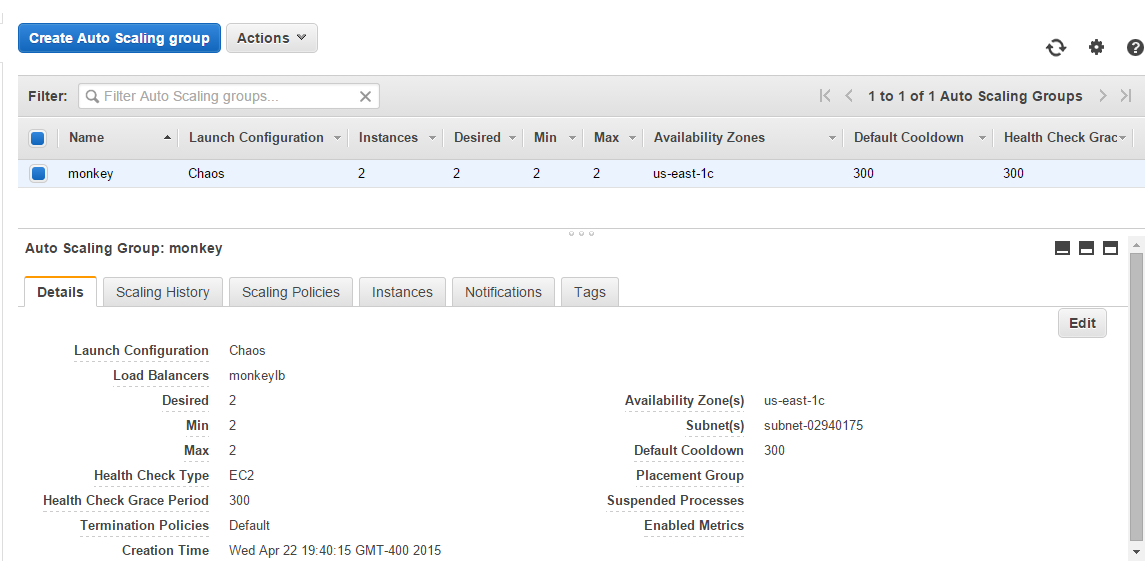 Create Auto Scaling group Actions
Filter: Filter Auto Scaling groups... 1 to 1 of 1 Auto Scaling Groups
Name Launch Configuration Instances Desired Min Max Availability Zones Default Cooldown Health Check Grac
monkey Chaos 2 2 2 2 us-east-1c 300 300
Auto Scaling Group: monkey
Details Scaling History Scaling Policies Instances Notifications Tags
Edit
Launch Configuration Chaos
Load Balancers monkeylb
Desired 2 Availability Zone(s) us-east-1c
Min 2 Subnet(s) subnet-02940175
Max 2 Default Cooldown 300
Health Check Type EC2 Placement Group
Health Check Grace Period 300 Suspended Processes
Termination Policies Default Enabled Metrics
Creation Time Wed Apr 22 19:40:15 GMT-400 2015